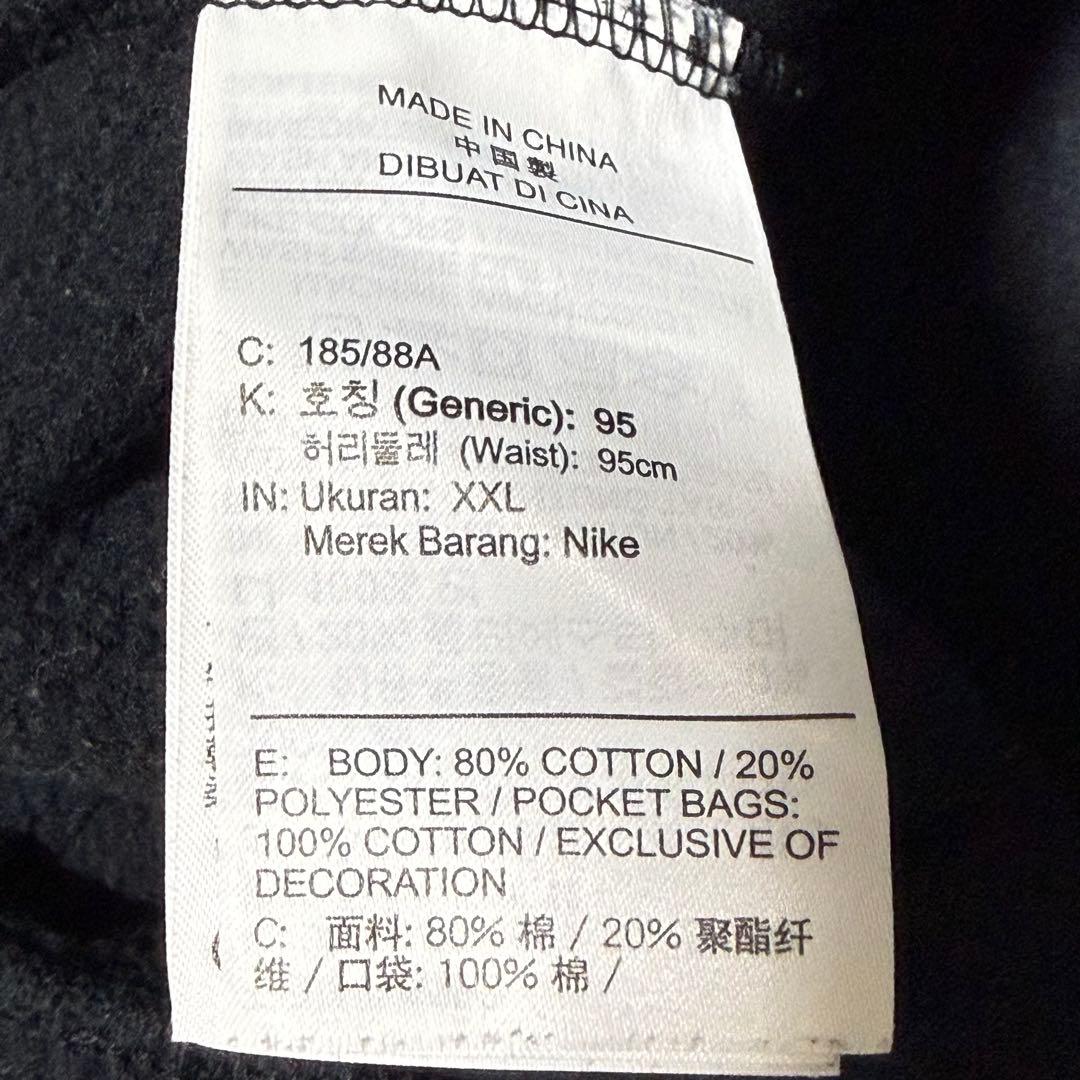 MADE IN CHINA
中国製
DIBUAT DI CINA
C: 185/88A
K: 호칭 (Generic): 95
허리둘레 (Waist): 95cm
IN: Ukuran: XXL
Merek Barang: Nike
E: BODY: 80% COTTON / 20%
POLYESTER / POCKET BAGS:
100% COTTON / EXCLUSIVE OF
DECORATION
C: 面料: 80% 棉 / 20% 聚酯纤
维 / 口袋: 100% 棉 /